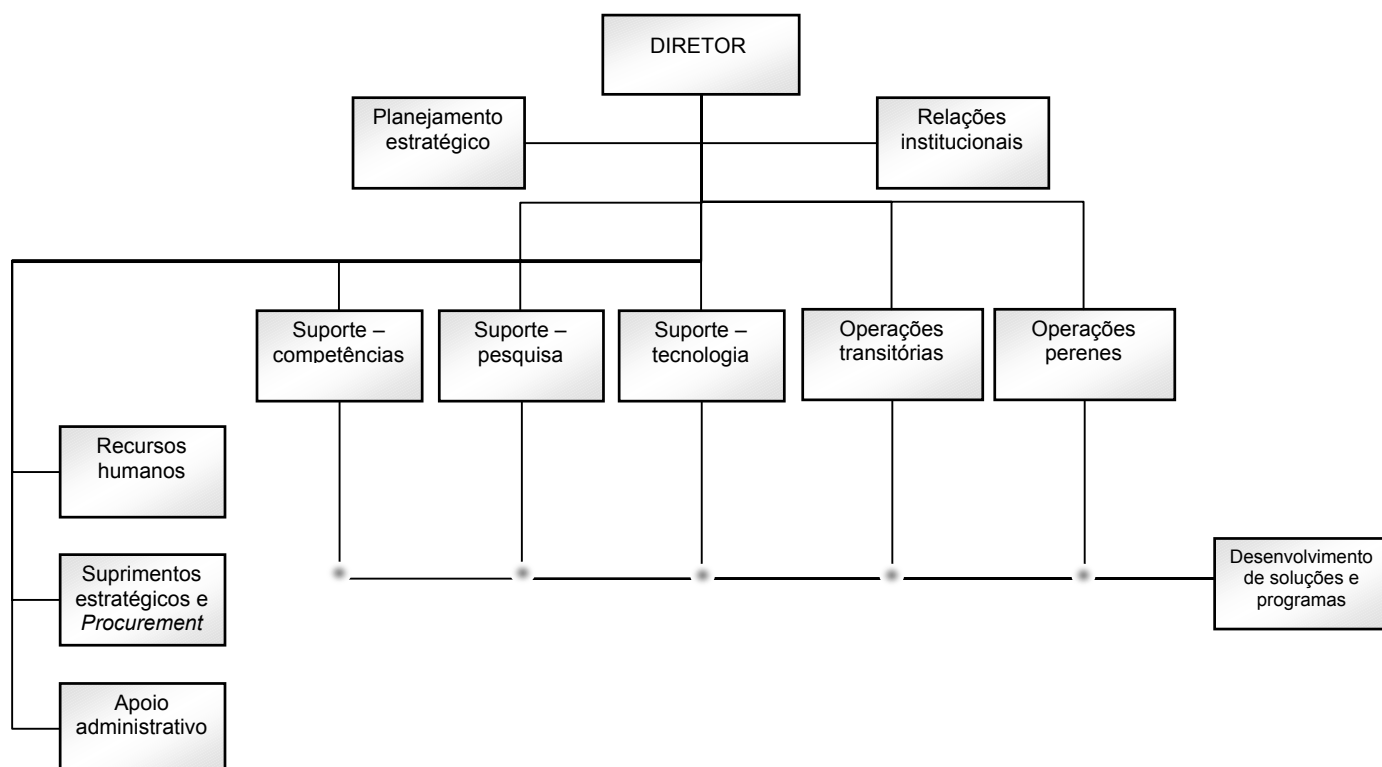 DIRETOR
Planejamento
estratégico
Relações
institucionais
Suporte –
competências
Suporte –
pesquisa
Suporte –
tecnologia
Operações
transitórias
Operações
perenes
Recursos
humanos
Suprimentos
estratégicos e
Procurement
Apoio
administrativo
Desenvolvimento
de soluções e
programas